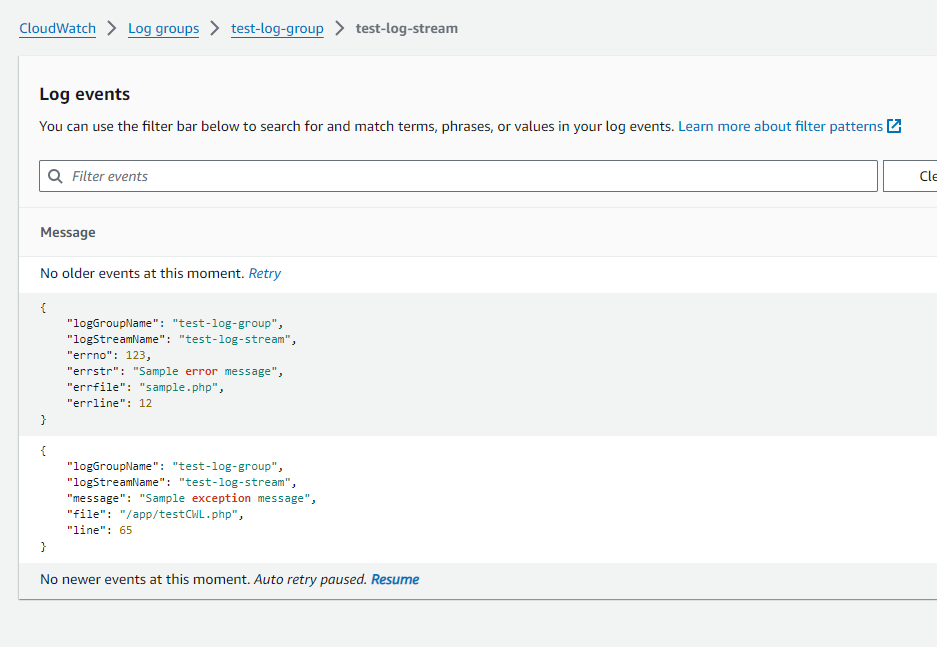 CloudWatch > Log groups > test-log-group > test-log-stream
Log events
You can use the filter bar below to search for and match terms, phrases, or values in your log events. Learn more about filter patterns
Filter events
Cle
Message
No older events at this moment. Retry
{
    "logGroupName": "test-log-group",
    "logStreamName": "test-log-stream",
    "errno": 123,
    "errstr": "Sample error message",
    "errfile": "sample.php",
    "errline": 12
}
{
    "logGroupName": "test-log-group",
    "logStreamName": "test-log-stream",
    "message": "Sample exception message",
    "file": "/app/testCWL.php",
    "line": 65
}
No newer events at this moment. Auto retry paused. Resume